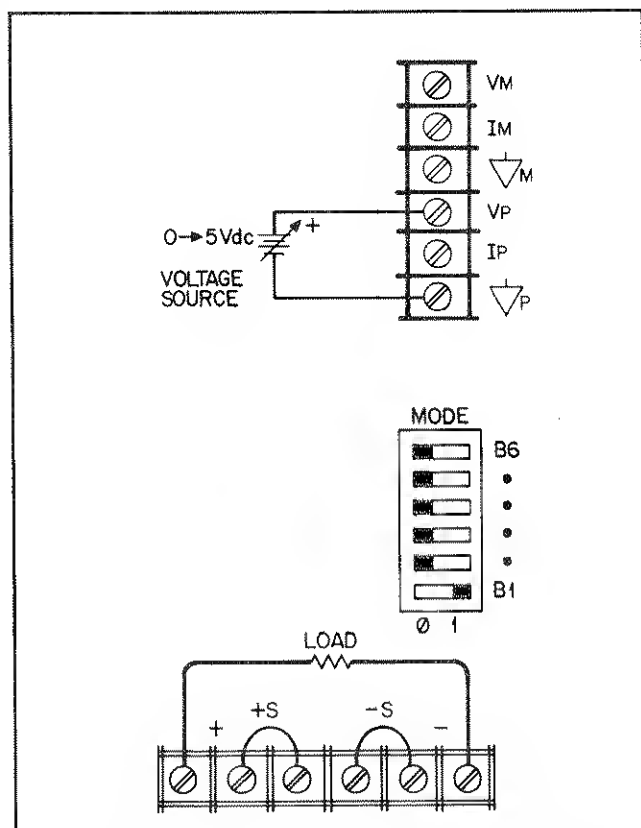 VM
IM
M
VP
0→5Vdc
+
VOLTAGE
SOURCE
IP
P
MODE
B6
B1
0 1
LOAD
+ +S -S -